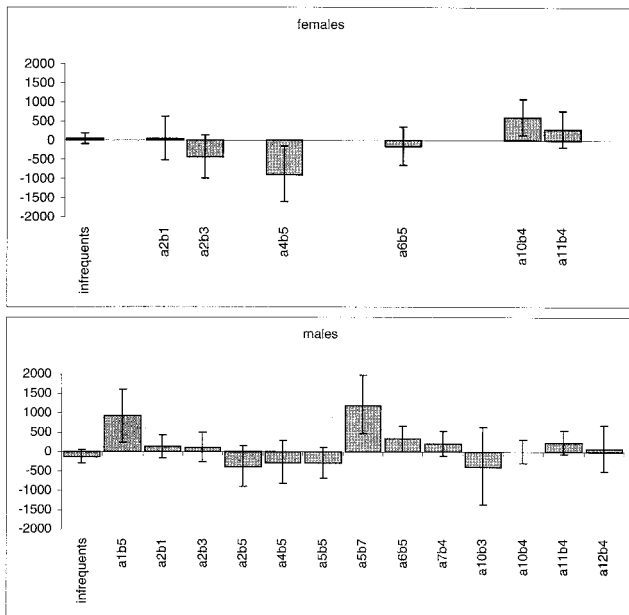 females
2000
1500
1000
500
0
-500
-1000
-1500
-2000
infrequents
a2b1
a2b3
a4b5
a6b5
a10b4
a11b4
males
2000
1500
1000
500
0
-500
-1000
-1500
-2000
infrequents
a1b5
a2b1
a2b3
a2b5
a4b5
a5b5
a5b7
a6b5
a7b4
a10b3
a10b4
a11b4
a12b4